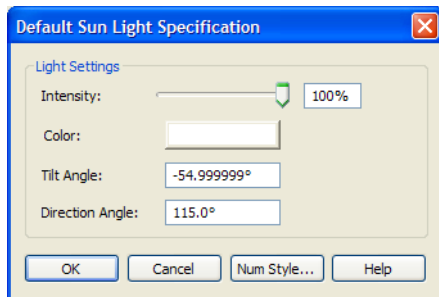 Default Sun Light Specification
Light Settings
Intensity: 100%
Color:
Tilt Angle: -54.999999°
Direction Angle: 115.0°
OK Cancel Num Style... Help